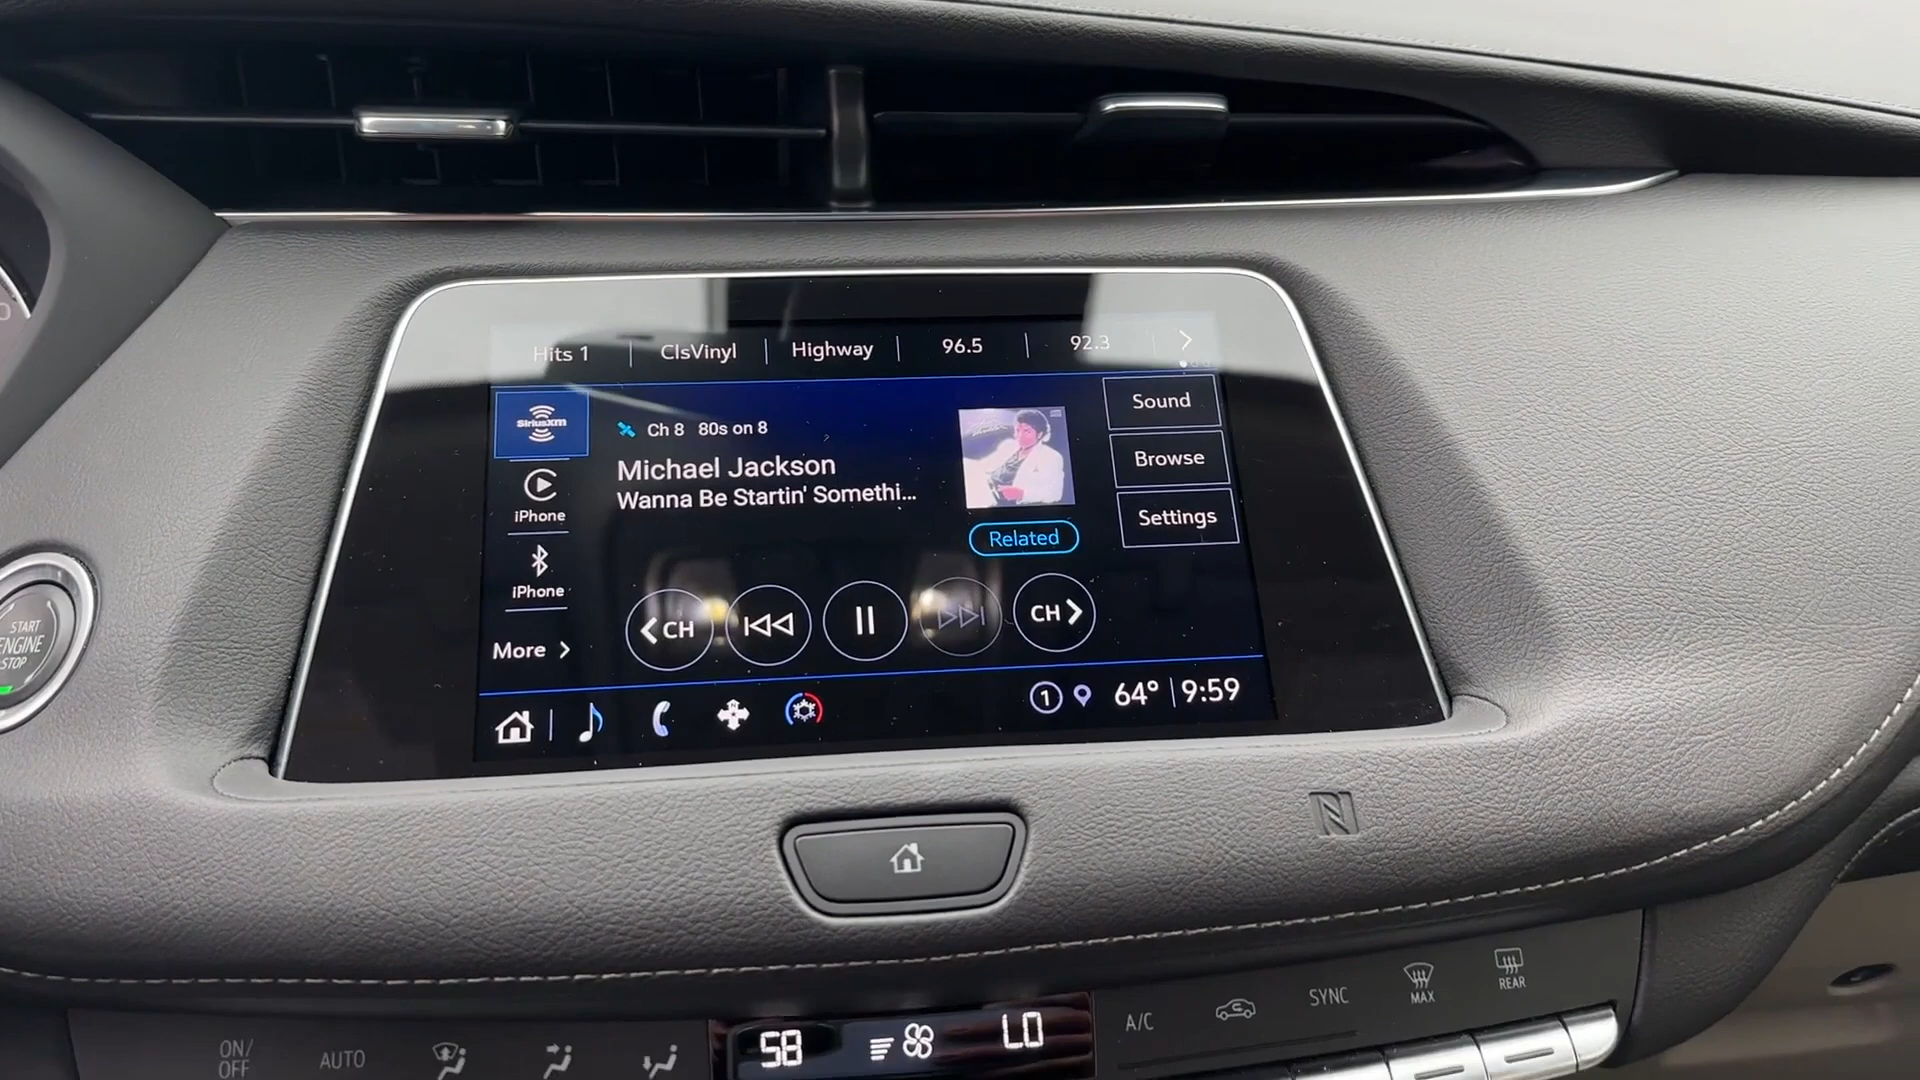 Hits 1 ClsVinyl Highway 96.5 92.3
SiriusXM
Ch 8 80s on 8
Michael Jackson
Wanna Be Startin' Somethi...
Sound
Browse
Settings
Related
iPhone
iPhone
More
CH
CH
1 64° 9:59
START
ENGINE
STOP
ON/
OFF
AUTO
58
LO
A/C
SYNC
MAX
REAR